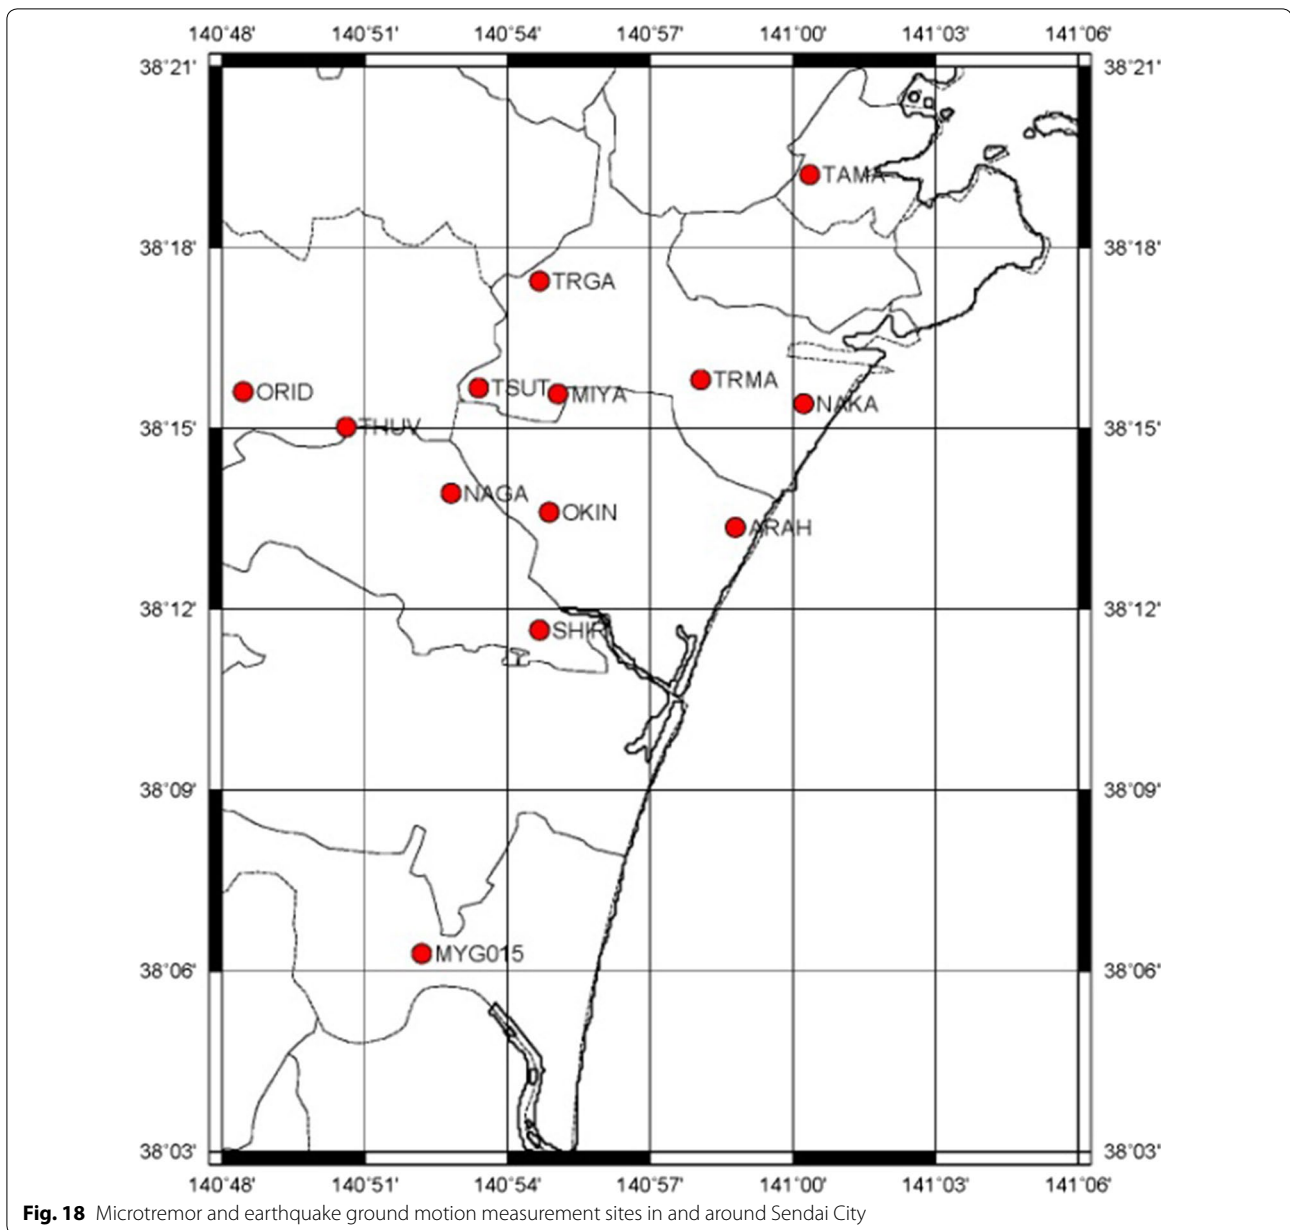 140°48' 140°51' 140°54' 140°57' 141°00' 141°03' 141°06'
38°21' 38°21'
TAMA
38°18' 38°18'
TRGA
TRMA
ORID TSUT MIYA
NAKA
THUV
38°15' 38°15'
NAGA
OKIN
ARAH
38°12' 38°12'
SHIR
38°09' 38°09'
MYG015
38°06' 38°06'
38°03' 38°03'
140°48' 140°51' 140°54' 140°57' 141°00' 141°03' 141°06'
Fig. 18 Microtremor and earthquake ground motion measurement sites in and around Sendai City